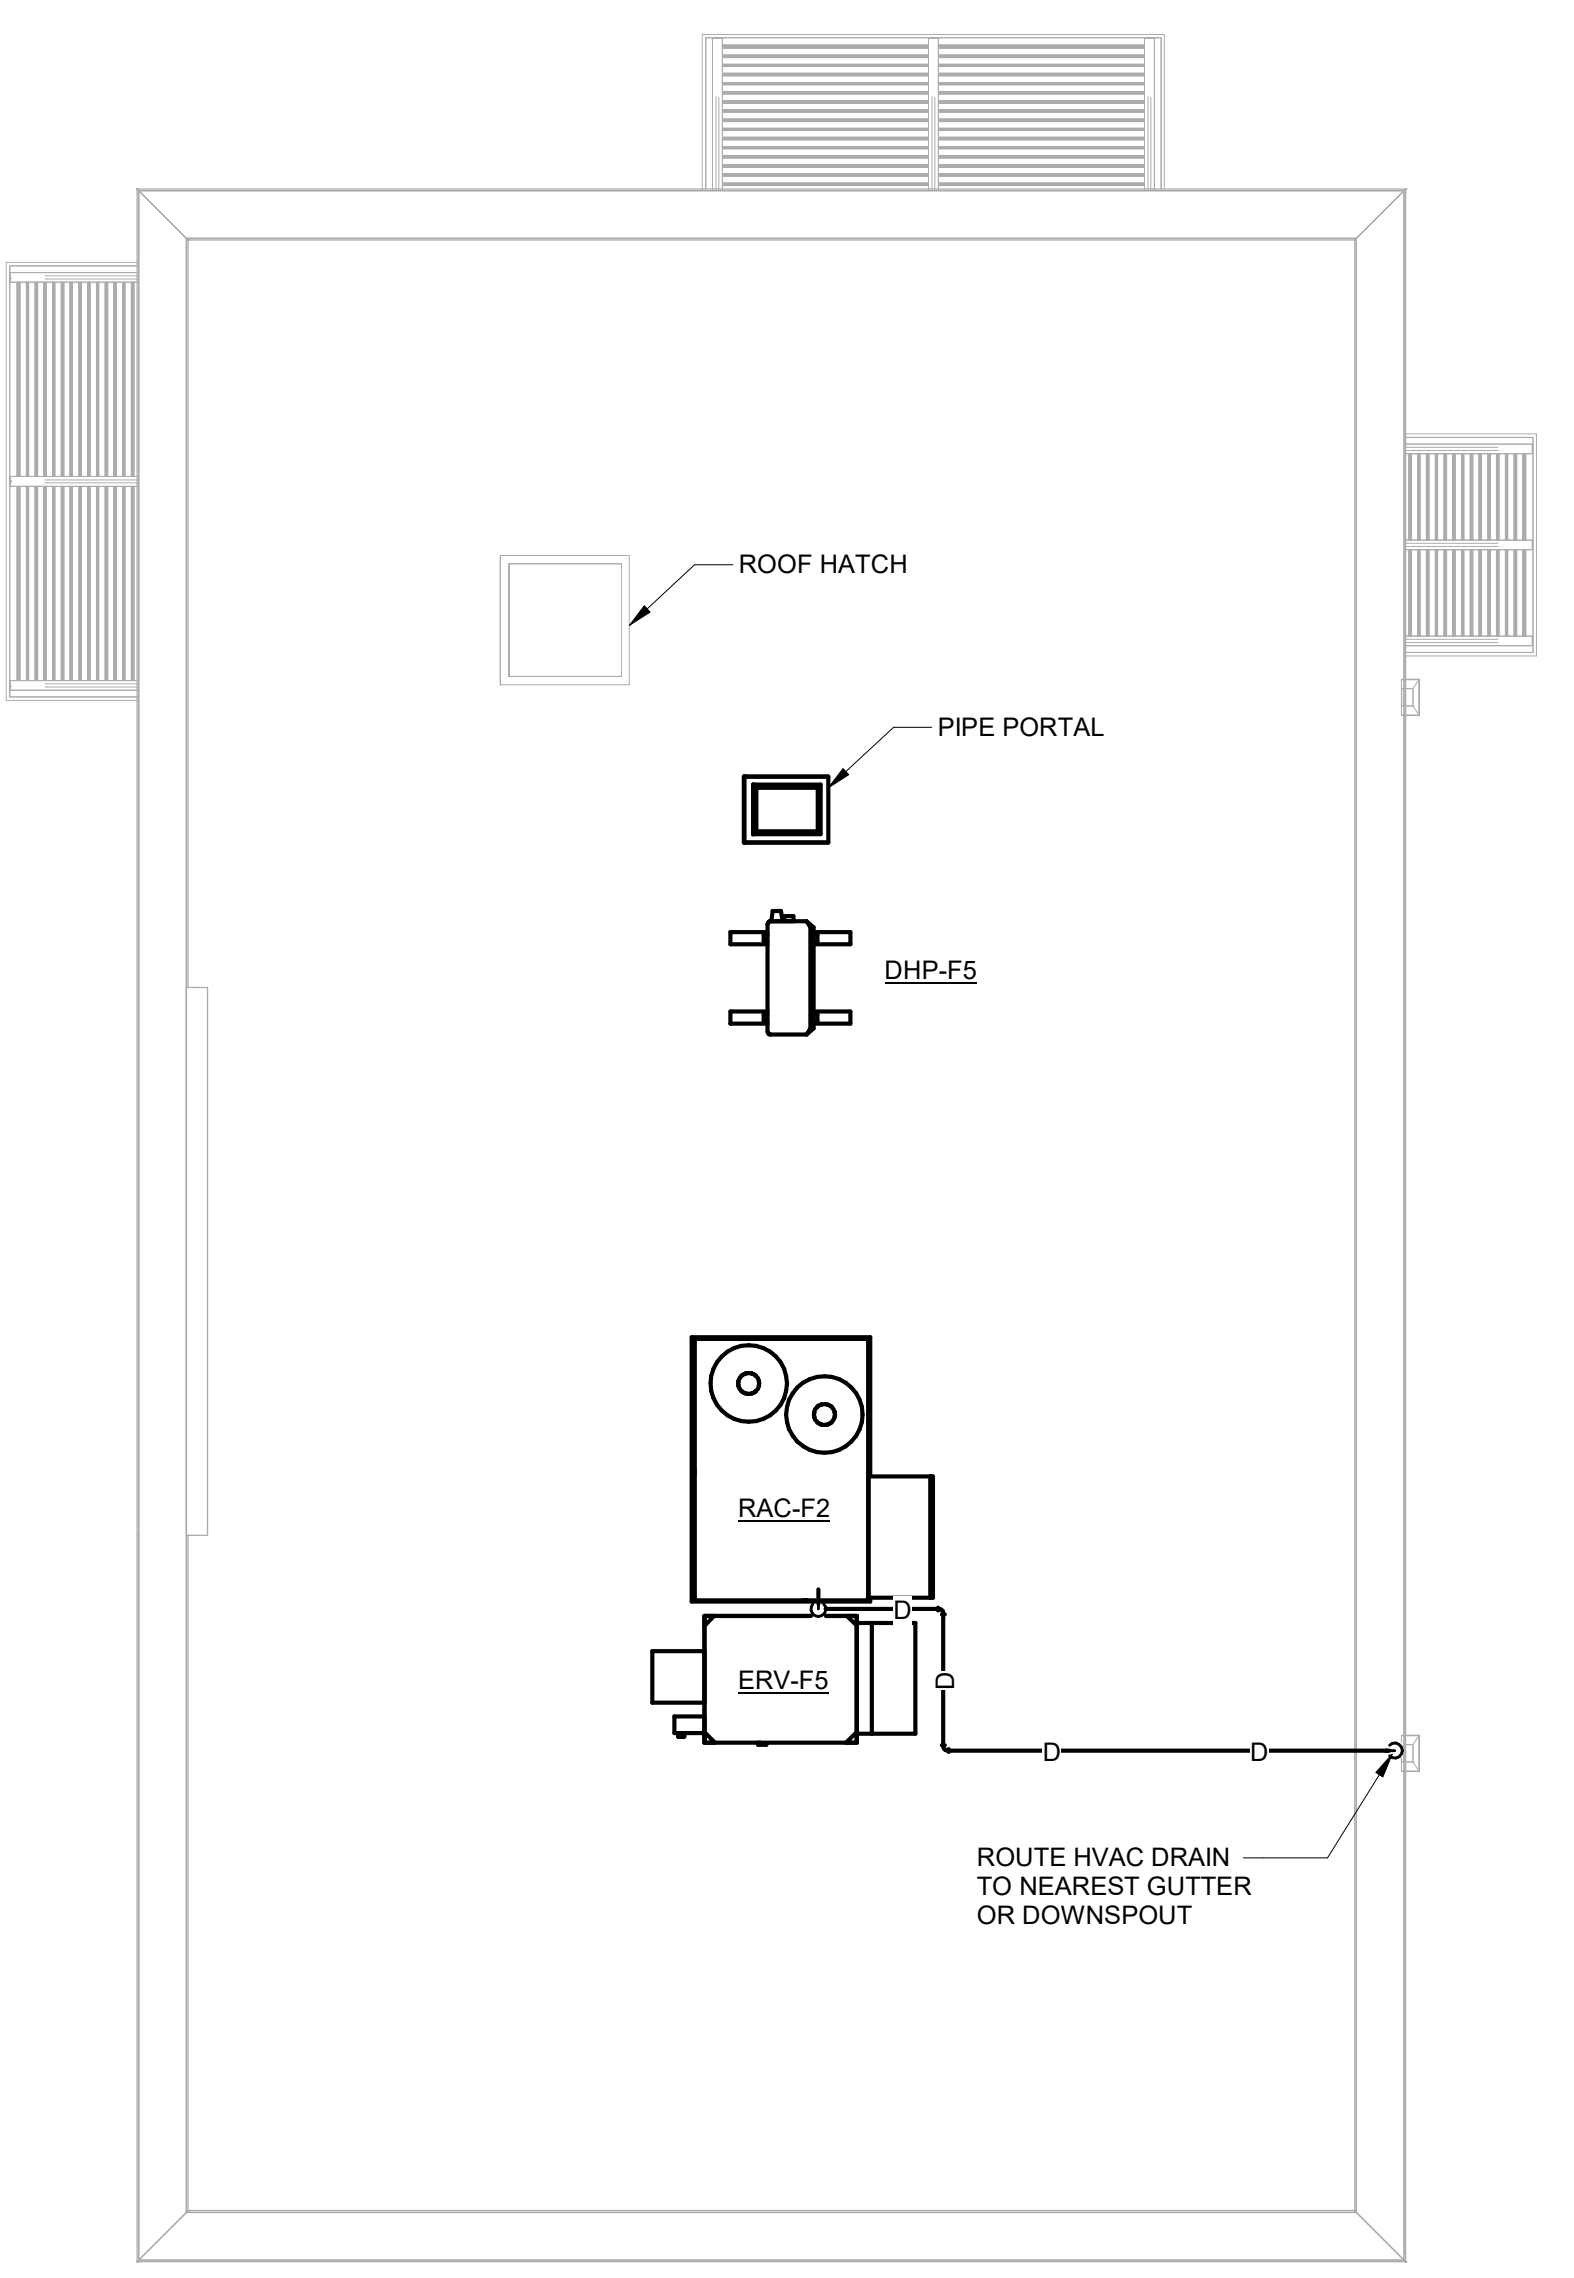 ROOF HATCH
PIPE PORTAL
DHP-F5
RAC-F2
D
ERV-F5
D
D
D
ROUTE HVAC DRAIN
TO NEAREST GUTTER
OR DOWNSPOUT